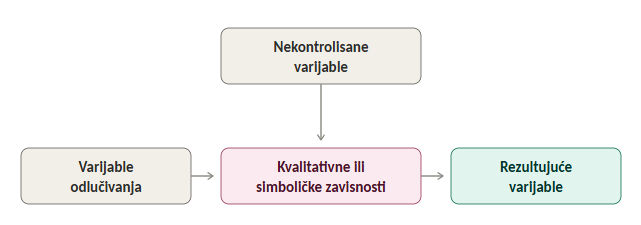 Nekontrolisane
varijable
Varijable
odlučivanja
Kvalitativne ili
simboličke zavisnosti
Rezultujuće
varijable